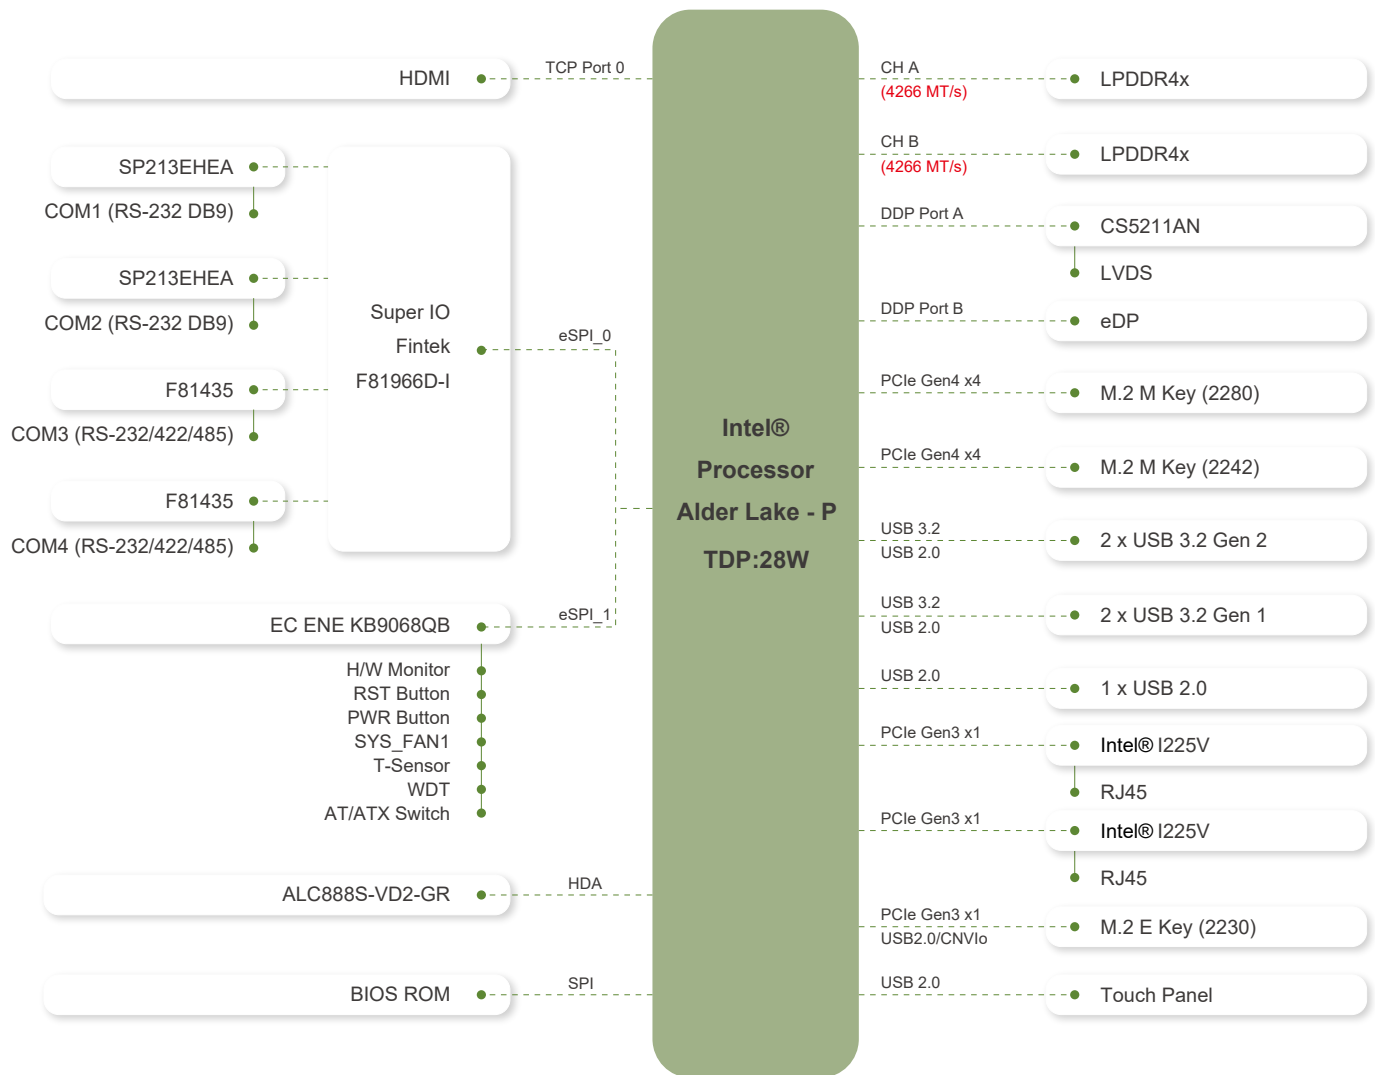 HDMI
TCP Port 0
SP213EHEA
COM1 (RS-232 DB9)
SP213EHEA
COM2 (RS-232 DB9)
F81435
COM3 (RS-232/422/485)
F81435
COM4 (RS-232/422/485)
Super IO
Fintek
F81966D-I
eSPI_0
eSPI_1
EC ENE KB9068QB
H/W Monitor
RST Button
PWR Button
SYS_FAN1
T-Sensor
WDT
AT/ATX Switch
ALC888S-VD2-GR
HDA
BIOS ROM
SPI
Intel®
Processor
Alder Lake - P
TDP:28W
CH A
(4266 MT/s)
LPDDR4x
CH B
(4266 MT/s)
LPDDR4x
DDP Port A
CS5211AN
LVDS
DDP Port B
eDP
PCIe Gen4 x4
M.2 M Key (2280)
PCIe Gen4 x4
M.2 M Key (2242)
USB 3.2
USB 2.0
2 x USB 3.2 Gen 2
USB 3.2
USB 2.0
2 x USB 3.2 Gen 1
USB 2.0
1 x USB 2.0
PCIe Gen3 x1
Intel® I225V
RJ45
PCIe Gen3 x1
Intel® I225V
RJ45
PCIe Gen3 x1
USB2.0/CNVIo
M.2 E Key (2230)
USB 2.0
Touch Panel